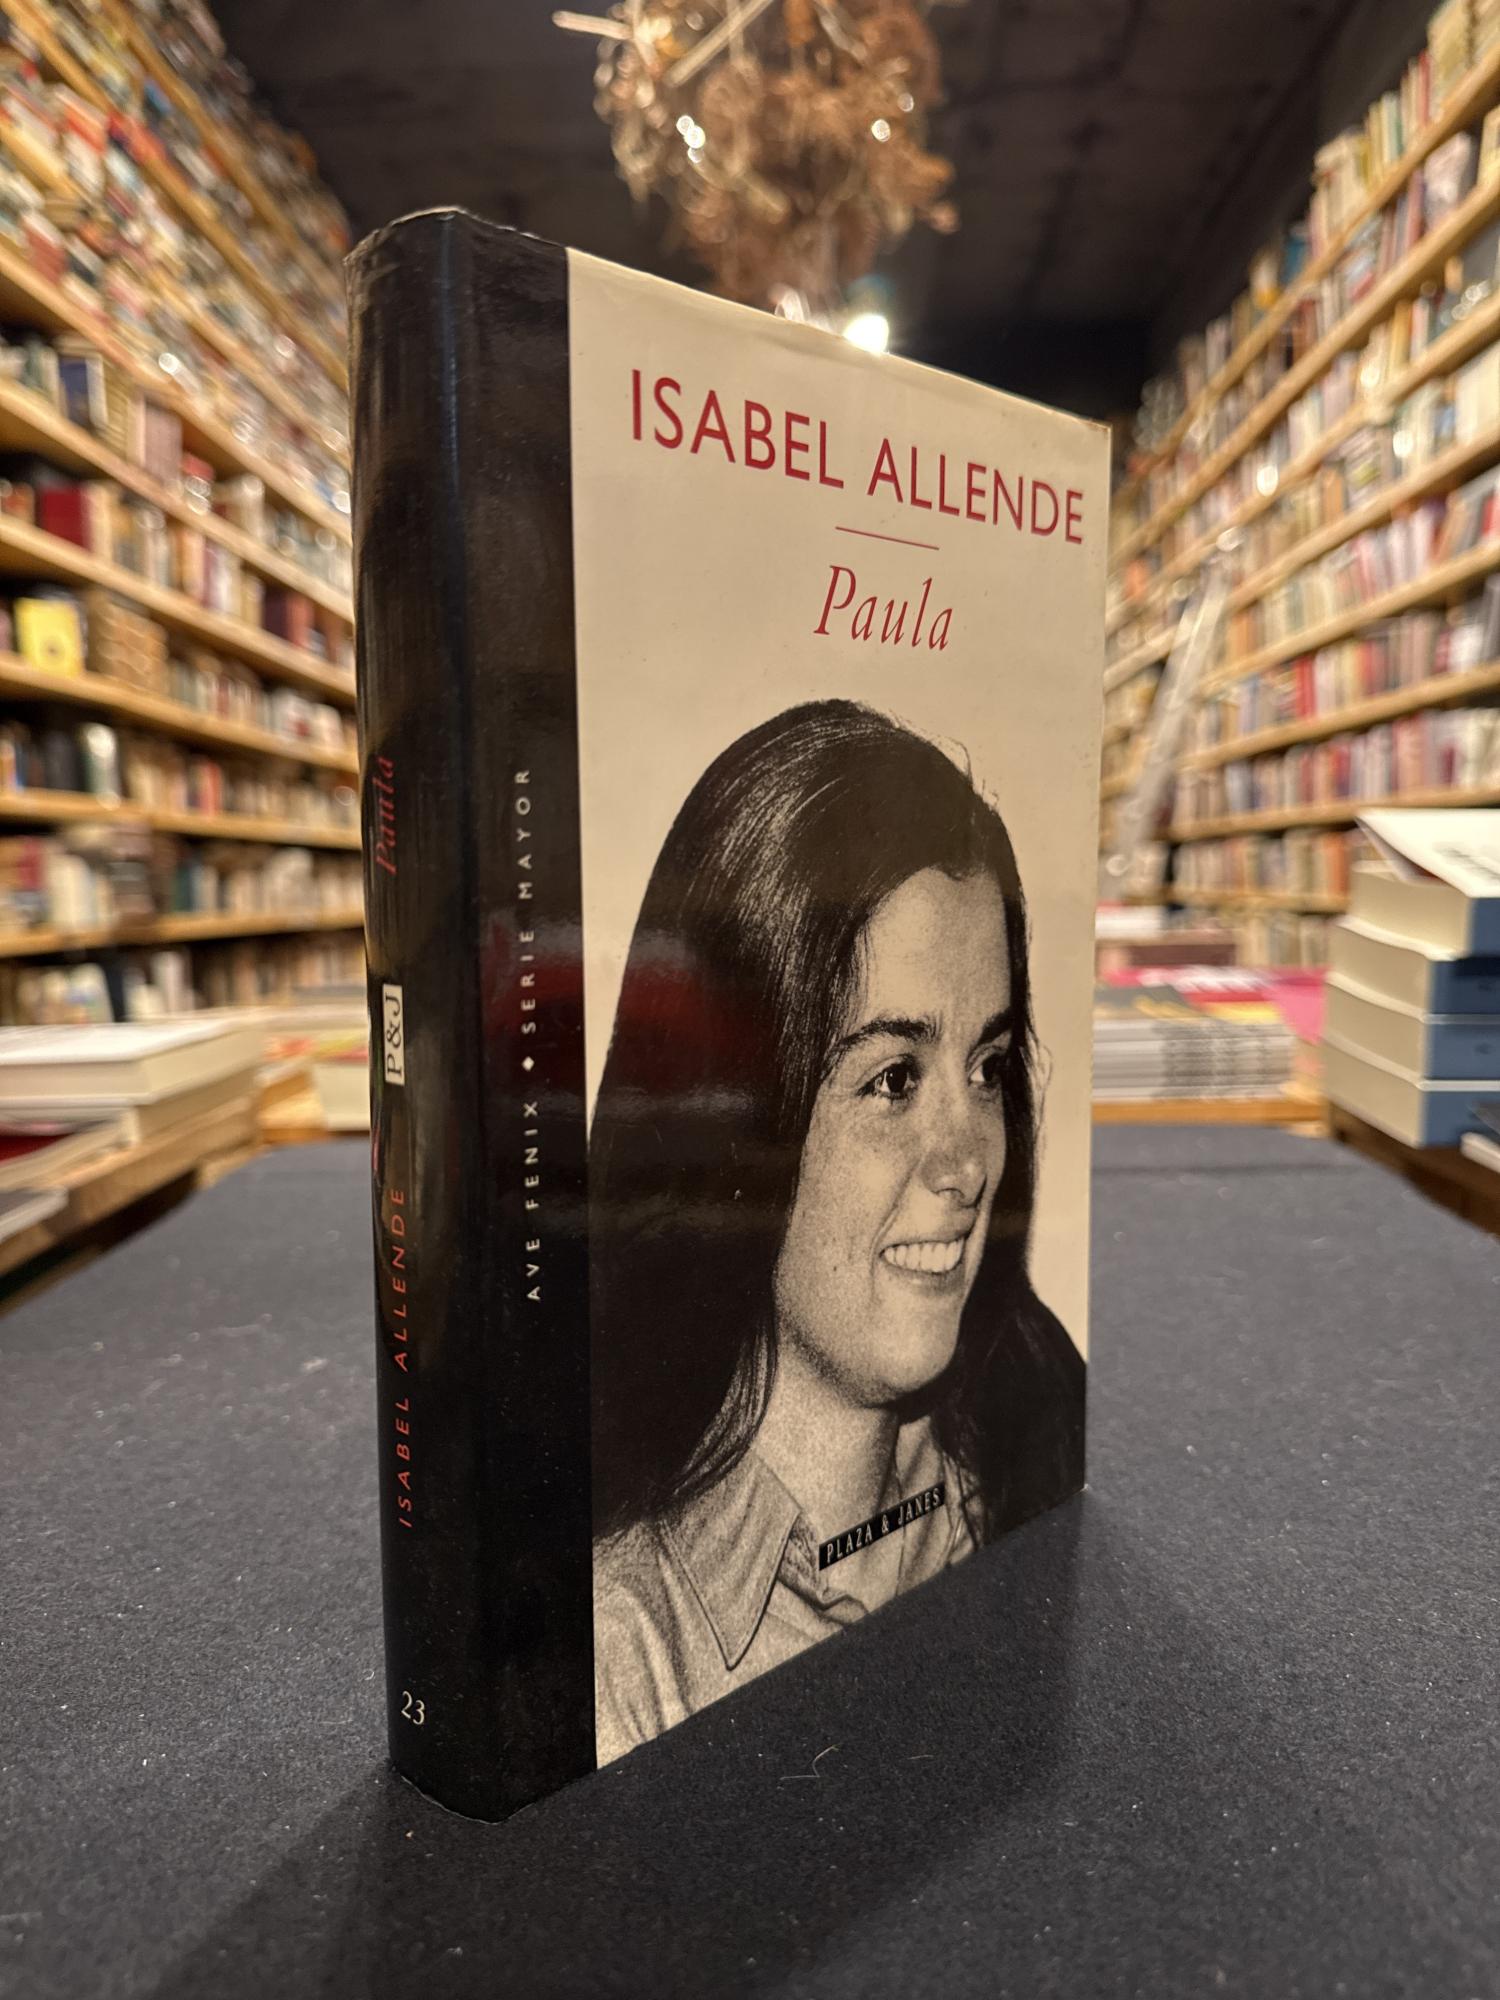 ISABEL ALLENDE
Paula
PLAZA & JANES
AVE FENIX ◆ SERIE MAYOR
ISABEL ALLENDE
P&J
Paula
23